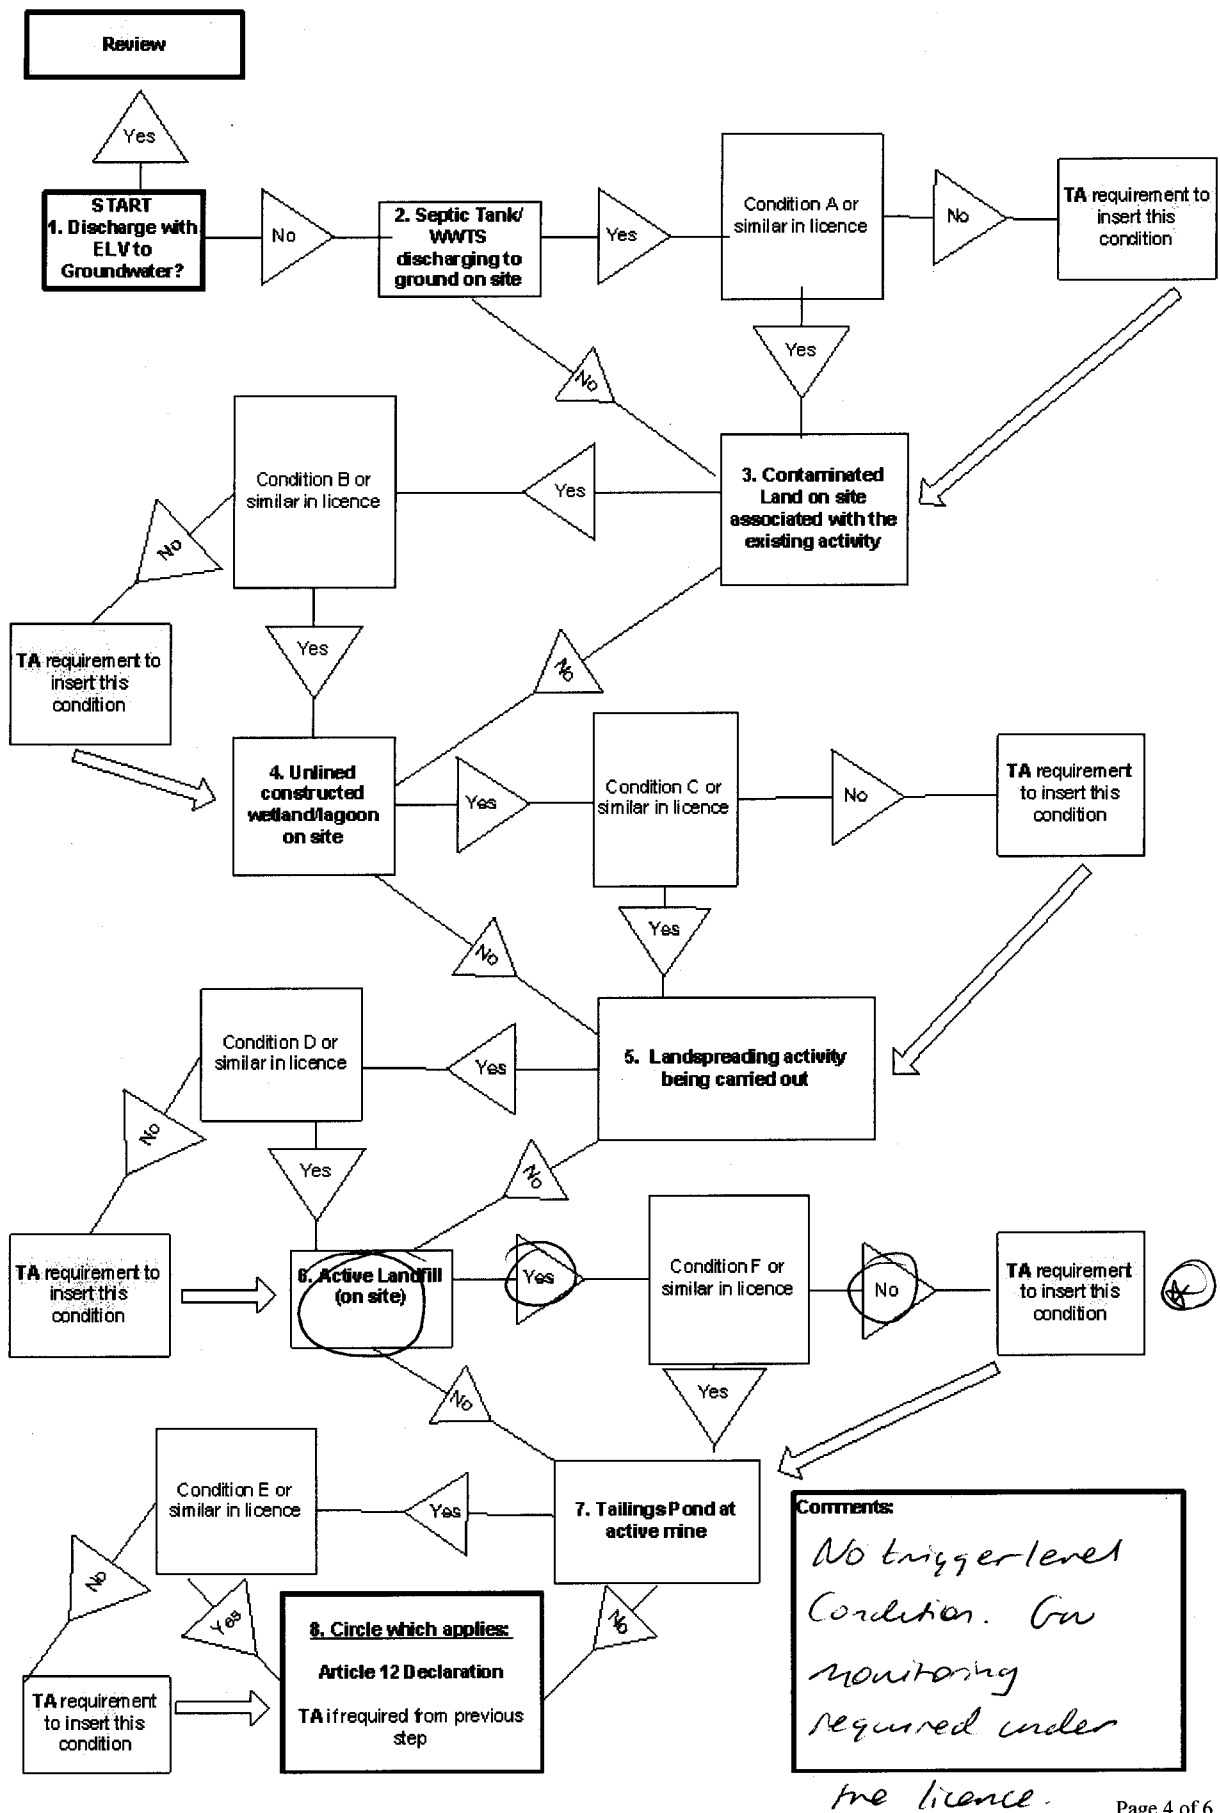 Review
Yes
START
1. Discharge with
ELV to
Groundwater?
No
2. Septic Tank/
WWTS
discharging to
ground on site
Yes
Condition A or
similar in licence
No
TA requirement to
insert this
condition
Yes
No
3. Contaminated
Land on site
associated with the
existing activity
Yes
Condition B or
similar in licence
No
TA requirement to
insert this
condition
Yes
No
4. Unlined
constructed
wetland/lagoon
on site
Yes
Condition C or
similar in licence
No
TA requirement
to insert this
condition
Yes
No
5. Landspreading activity
being carried out
Yes
Condition D or
similar in licence
No
TA requirement to
insert this
condition
Yes
No
6. Active Landfill
(on site)
Yes
Condition F or
similar in licence
No
TA requirement
to insert this
condition
Yes
No
7. Tailings Pond at
active mine
Yes
Condition E or
similar in licence
No
TA requirement
to insert this
condition
Yes
No
8. Circle which applies:
Article 12 Declaration
TA if required from previous
step
Comments:
No trigger level
Condition. GW
monitoring
required under
the licence.
Page 4 of 6